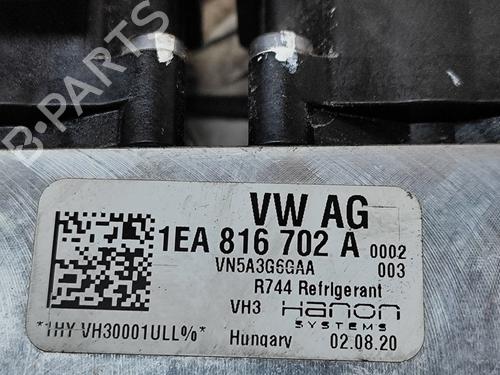 B-PARTS
VW AG
1EA 816 702 A 0002
VN5A3G6GAA 003
R744 Refrigerant
VH3 Hanon
SYSTEMS
*1HY-VH30001ULL%*
Hungary 02.08.20